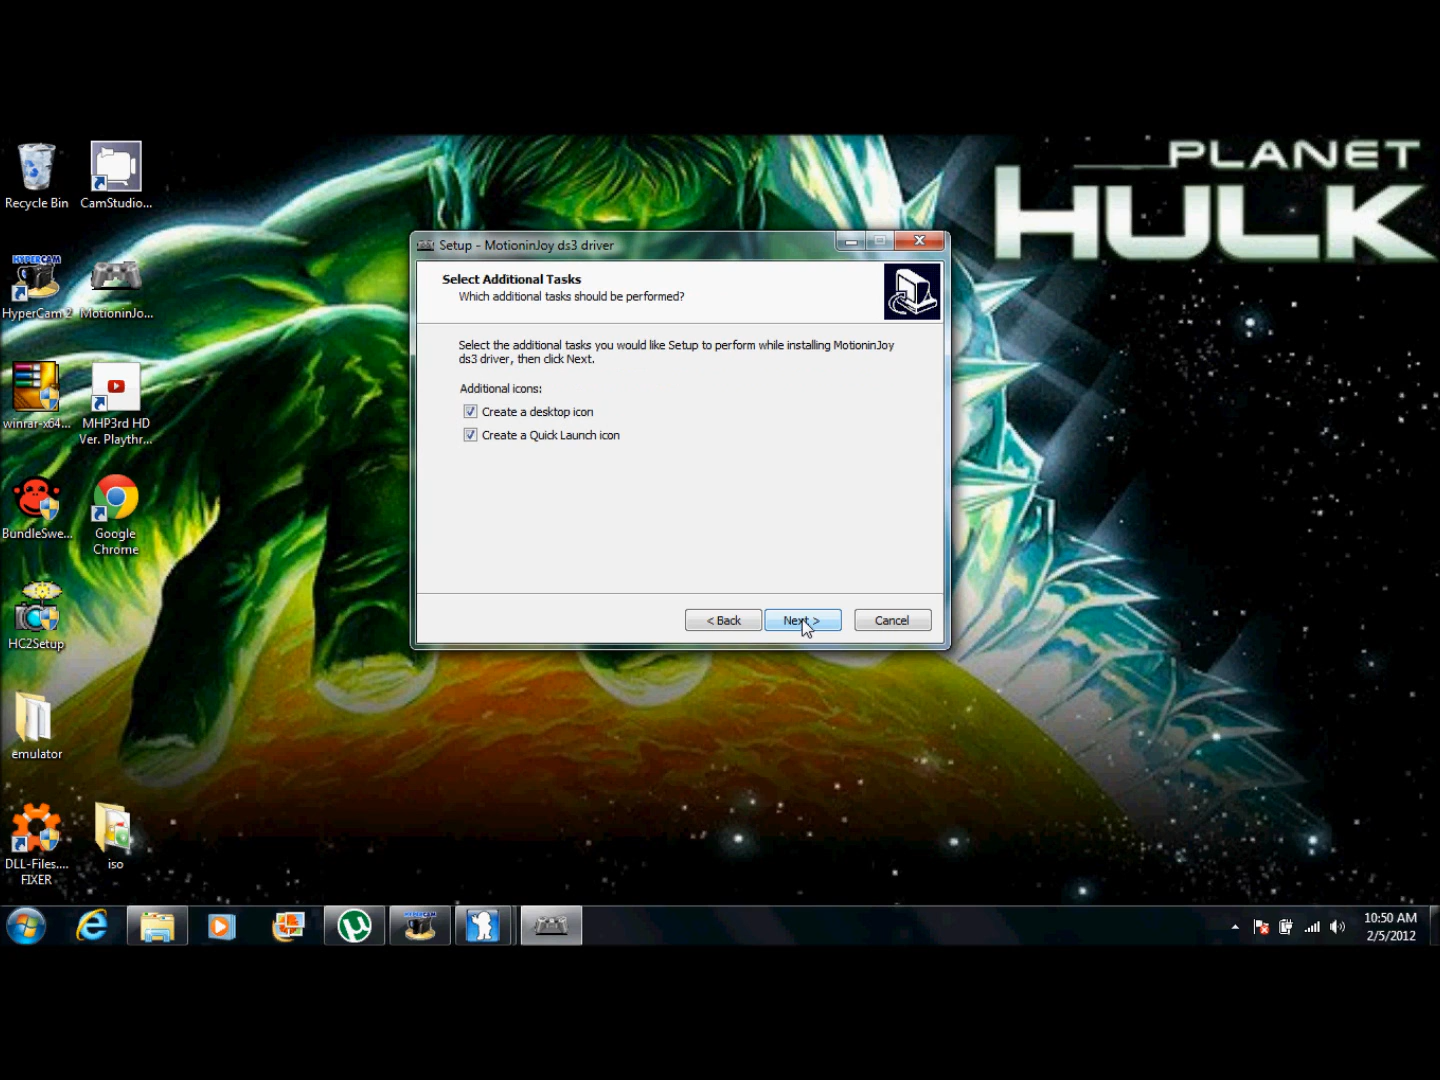 PLANET
HULK
Recycle Bin
CamStudio...
HYPERCAM
HyperCam 2
MotioninJo...
winrar-x64...
MHP3rd HD
Ver. Playthr...
BundleSwe...
Google
Chrome
HC2Setup
emulator
DLL-Files....
FIXER
iso
Setup - MotioninJoy ds3 driver
Select Additional Tasks
Which additional tasks should be performed?
Select the additional tasks you would like Setup to perform while installing MotioninJoy
ds3 driver, then click Next.
Additional icons:
Create a desktop icon
Create a Quick Launch icon
< Back
Next >
Cancel
HYPERCAM
10:50 AM
2/5/2012